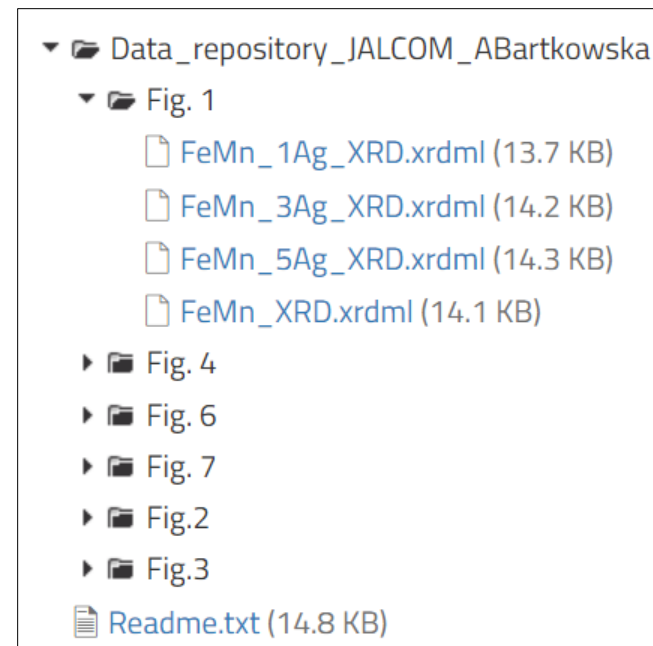 Data_repository_JALCOM_ABartkowska
Fig. 1
FeMn_1Ag_XRD.xrdml (13.7 KB)
FeMn_3Ag_XRD.xrdml (14.2 KB)
FeMn_5Ag_XRD.xrdml (14.3 KB)
FeMn_XRD.xrdml (14.1 KB)
Fig. 4
Fig. 6
Fig. 7
Fig.2
Fig.3
Readme.txt (14.8 KB)